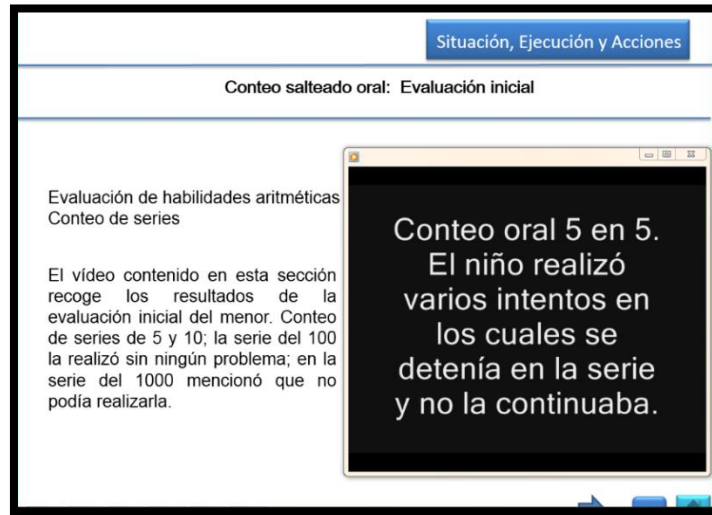 Situación, Ejecución y Acciones
Conteo salteado oral: Evaluación inicial
Evaluación de habilidades aritméticas
Conteo de series
El vídeo contenido en esta sección
recoge los resultados de la
evaluación inicial del menor. Conteo
de series de 5 y 10; la serie del 100
la realizó sin ningún problema; en la
serie del 1000 mencionó que no
podía realizarla.
Conteo oral 5 en 5.
El niño realizó
varios intentos en
los cuales se
detenía en la serie
y no la continuaba.